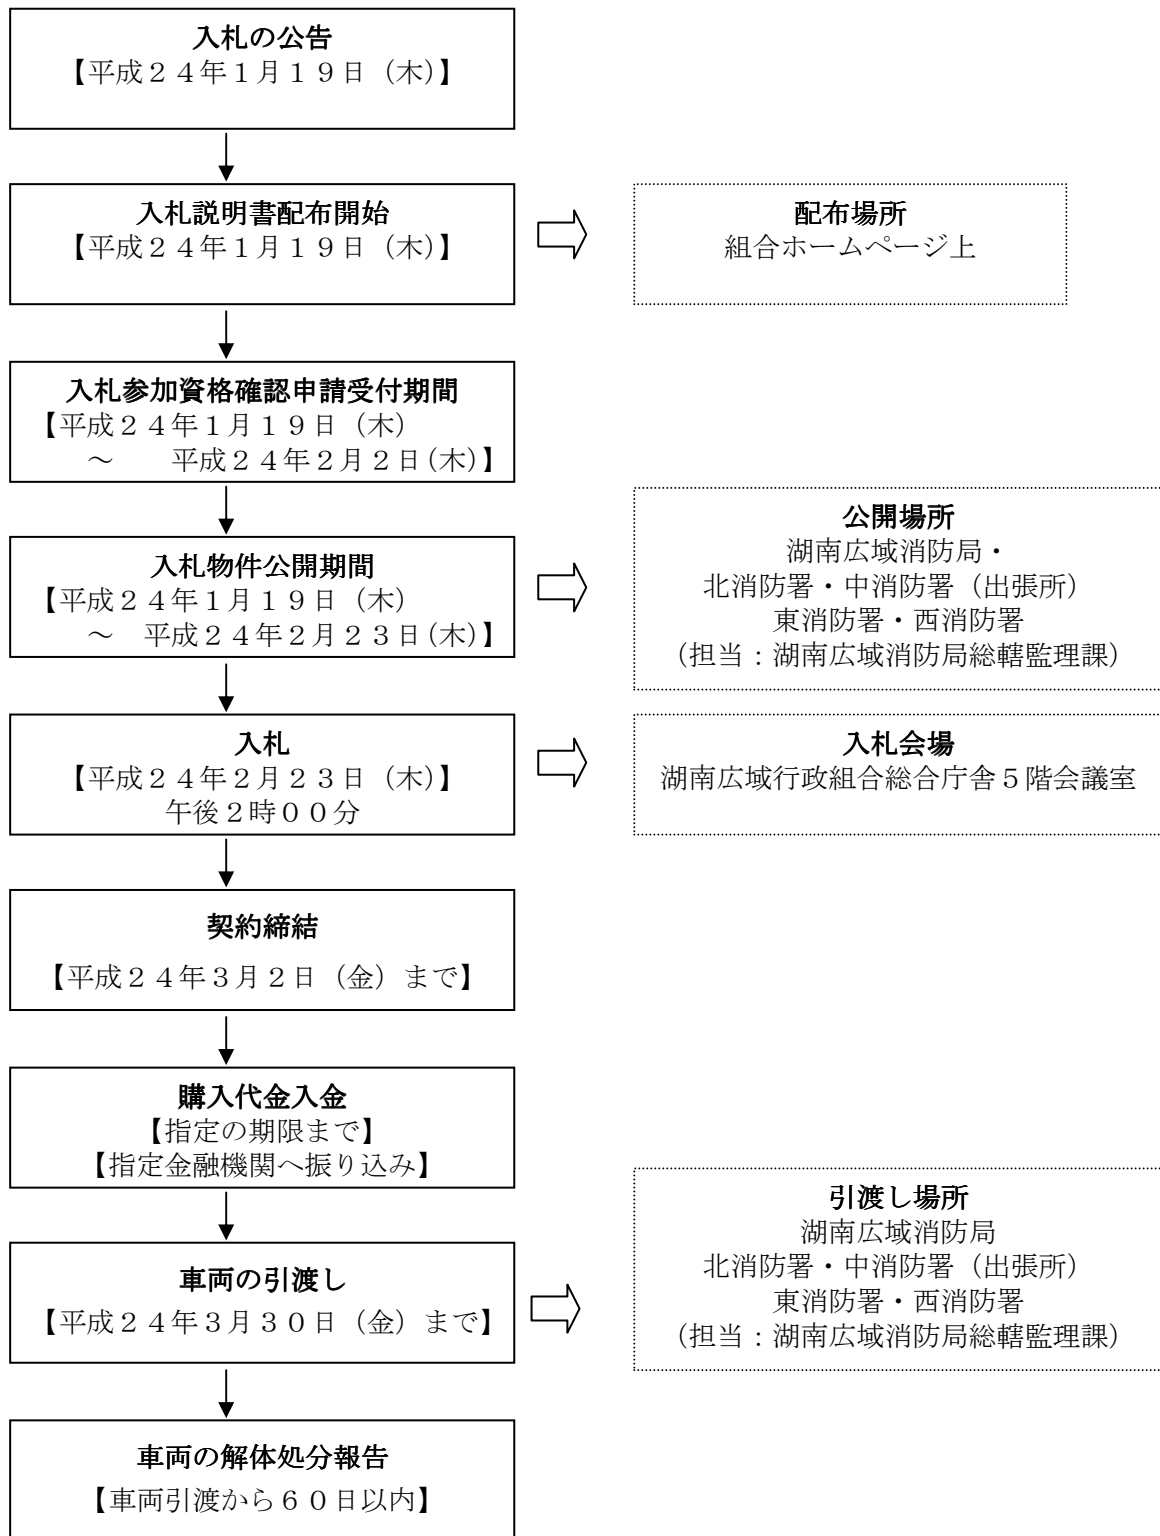 入札の公告
【平成２４年１月１９日（木）】
入札説明書配布開始
【平成２４年１月１９日（木）】
配布場所
組合ホームページ上
入札参加資格確認申請受付期間
【平成２４年１月１９日（木）
～　　平成２４年２月２日（木）】
入札物件公開期間
【平成２４年１月１９日（木）
～　平成２４年２月２３日（木）】
公開場所
湖南広域消防局・
北消防署・中消防署（出張所）
東消防署・西消防署
（担当：湖南広域消防局総轄監理課）
入札
【平成２４年２月２３日（木）】
午後２時００分
入札会場
湖南広域行政組合総合庁舎５階会議室
契約締結
【平成２４年３月２日（金）まで】
購入代金入金
【指定の期限まで】
【指定金融機関へ振り込み】
車両の引渡し
【平成２４年３月３０日（金）まで】
引渡し場所
湖南広域消防局
北消防署・中消防署（出張所）
東消防署・西消防署
（担当：湖南広域消防局総轄監理課）
車両の解体処分報告
【車両引渡から６０日以内】